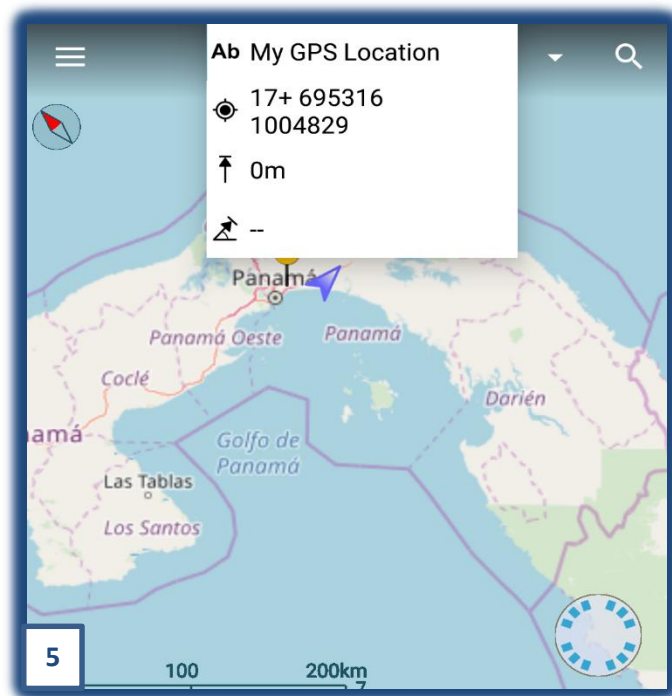 Ab My GPS Location
17+ 695316
1004829
0m
--
Panamá
Panamá Oeste
Panamá
Coclé
Darién
amá
Golfo de
Panamá
Las Tablas
Los Santos
5
100
200km
7